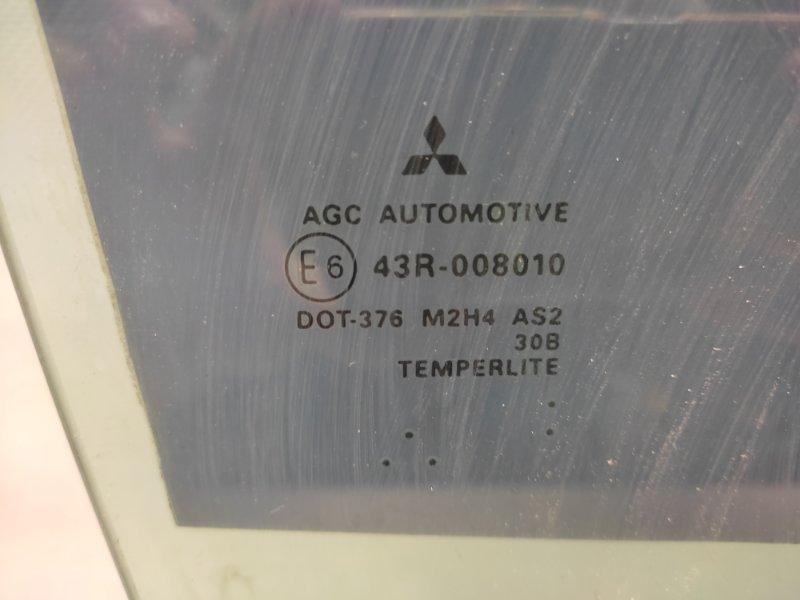 AGC AUTOMOTIVE
E6 43R-008010
DOT-376 M2H4 AS2
30B
TEMPERLITE